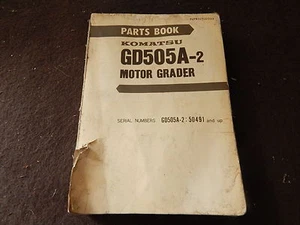 PARTS BOOK
KOMATSU
GD505A-2
MOTOR GRADER
SERIAL NUMBERS GD505A-2: 50491 and up